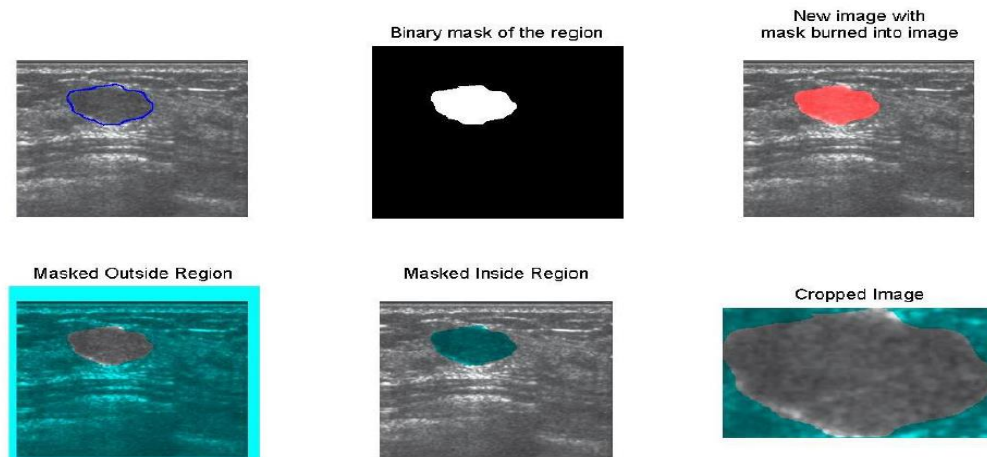 Binary mask of the region
New image with
mask burned into image
Masked Outside Region
Masked Inside Region
Cropped Image